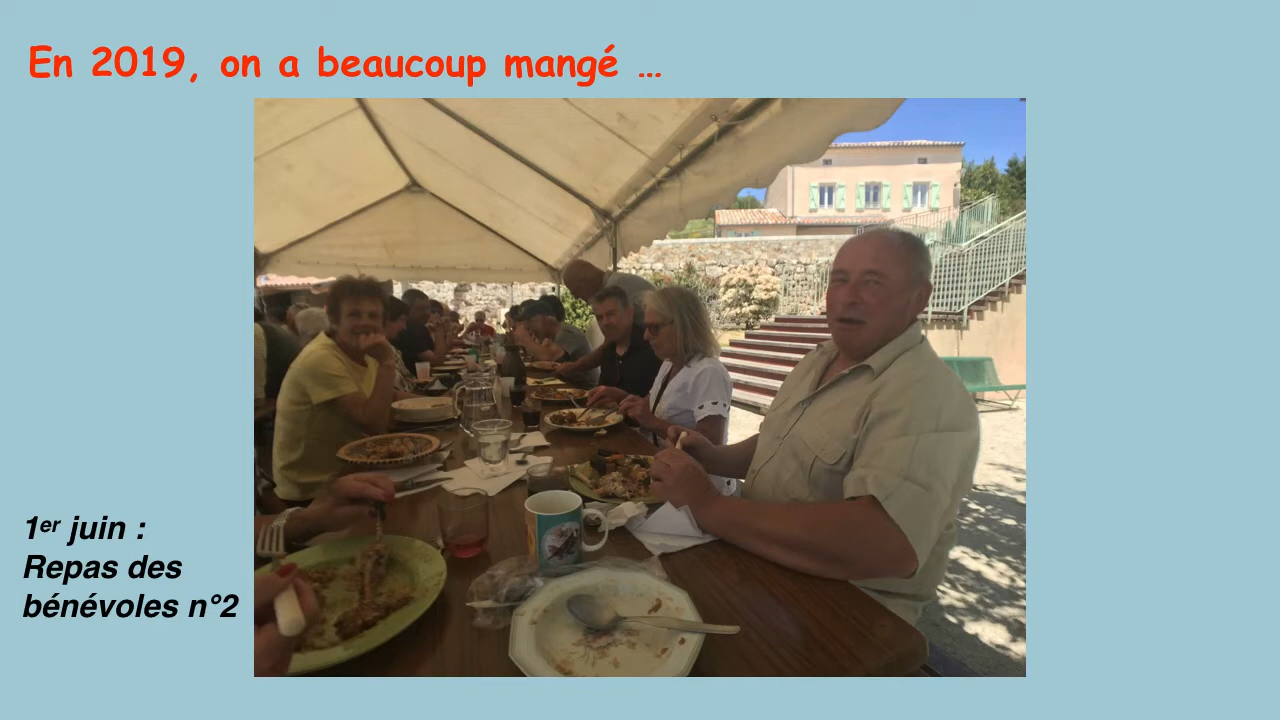 En 2019, on a beaucoup mangé …
1er juin :
Repas des
bénévoles n°2